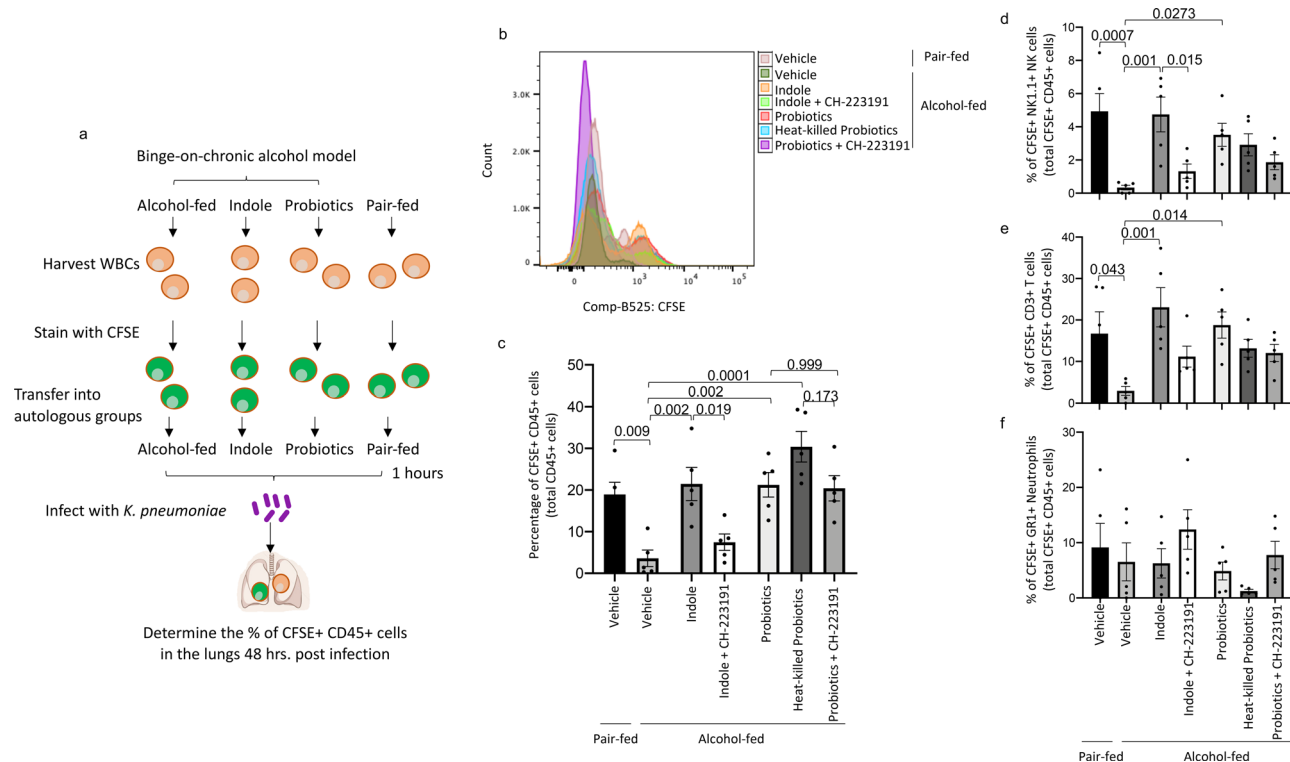 a
Binge-on-chronic alcohol model
Alcohol-fed Indole Probiotics Pair-fed
Harvest WBCs
Stain with CFSE
Transfer into
autologous groups
Alcohol-fed Indole Probiotics Pair-fed
1 hours
Infect with K. pneumoniae
Determine the % of CFSE+ CD45+ cells
in the lungs 48 hrs. post infection
b
Count
3.0K
2.0K
1.0K
0
0 10³ 10⁴ 10⁵
Comp-B525: CFSE
Vehicle
Vehicle
Indole
Indole + CH-223191
Probiotics
Heat-killed Probiotics
Probiotics + CH-223191
Pair-fed
Alcohol-fed
c
Percentage of CFSE+ CD45+ cells
(total CD45+ cells)
50
40
30
20
10
0
0.999
0.0001
0.002
0.002 0.019 0.173
0.009
Vehicle
Vehicle
Indole
Indole + CH-223191
Probiotics
Heat-killed Probiotics
Probiotics + CH-223191
Pair-fed Alcohol-fed
d
% of CFSE+ NK1.1+ NK cells
(total CFSE+ CD45+ cells)
10
8
6
4
2
0
0.0273
0.0007
0.001 0.015
e
% of CFSE+ CD3+ T cells
(total CFSE+ CD45+ cells)
40
30
20
10
0
0.014
0.001
0.043
f
% of CFSE+ GR1+ Neutrophils
(total CFSE+ CD45+ cells)
30
20
10
0
Vehicle
Vehicle
Indole
Indole + CH-223191
Probiotics
Heat-killed Probiotics
Probiotics + CH-223191
Pair-fed Alcohol-fed